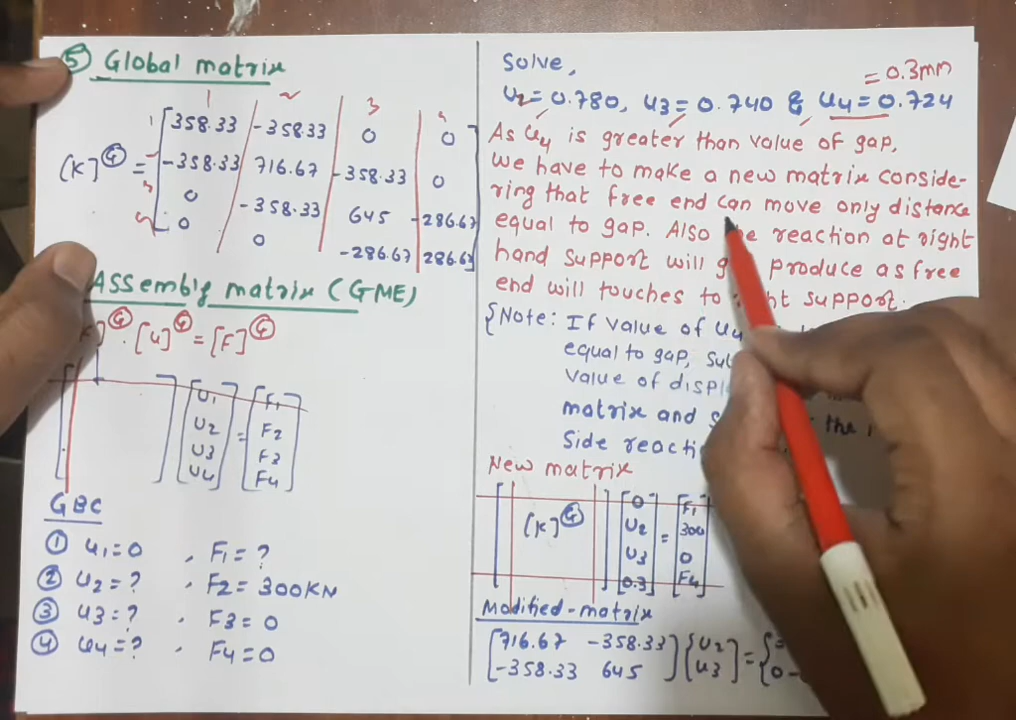 ⑤ Global matrix
1 2 3 4
[K]Ⓖ = [358.33 -358.33 0 0
-358.33 716.67 -358.33 0
0 -358.33 645 -286.67
0 0 -286.67 286.67]
Assembly matrix (GME)
]Ⓖ . [u]Ⓖ = [F]Ⓖ
[ ] [U1 U2 U3 U4] = [F1 F2 F3 F4]
GBC
① u1=0 , F1=?
② u2=? , F2=300KN
③ u3=? , F3=0
④ u4=? , F4=0
Solve,
= 0.3mm
U2=0.780, u3=0.740 & u4=0.724
As U4 is greater than value of gap,
we have to make a new matrix conside-
ring that free end can move only distance
equal to gap. Also the reaction at right
hand support will produce as free
end will touches to support.
{Note: If value of u4
equal to gap,
value of
matrix and the
side
New matrix
[ [K]Ⓖ ] [0 U2 U3 0.3] = [F1 300 0 F4]
Modified-matrix
[716.67 -358.33
-358.33 645] {U2 U3} = {